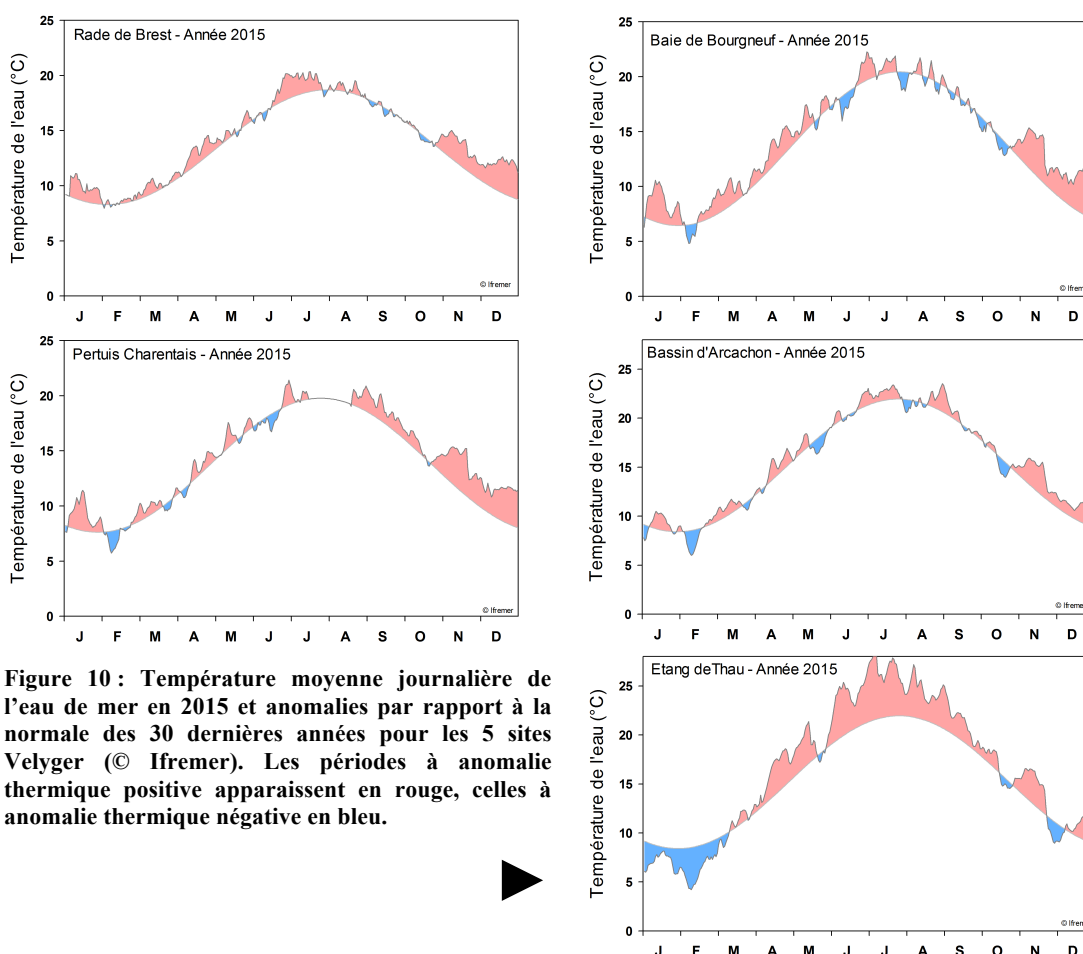 Rade de Brest - Année 2015
Température de l'eau (°C)
25
20
15
10
5
0
© Ifremer
J F M A M J J A S O N D
Baie de Bourgneuf - Année 2015
Température de l'eau (°C)
25
20
15
10
5
0
© Ifrem
J F M A M J J A S O N D
Pertuis Charentais - Année 2015
Température de l'eau (°C)
25
20
15
10
5
0
© Ifremer
J F M A M J J A S O N D
Bassin d'Arcachon - Année 2015
Température de l'eau (°C)
25
20
15
10
5
0
© Ifreme
J F M A M J J A S O N D
Figure 10 : Température moyenne journalière de
l’eau de mer en 2015 et anomalies par rapport à la
normale des 30 dernières années pour les 5 sites
Velyger (© Ifremer). Les périodes à anomalie
thermique positive apparaissent en rouge, celles à
anomalie thermique négative en bleu.
Etang deThau - Année 2015
Température de l'eau (°C)
25
20
15
10
5
0
© Ifren
J F M A M J J A S O N D